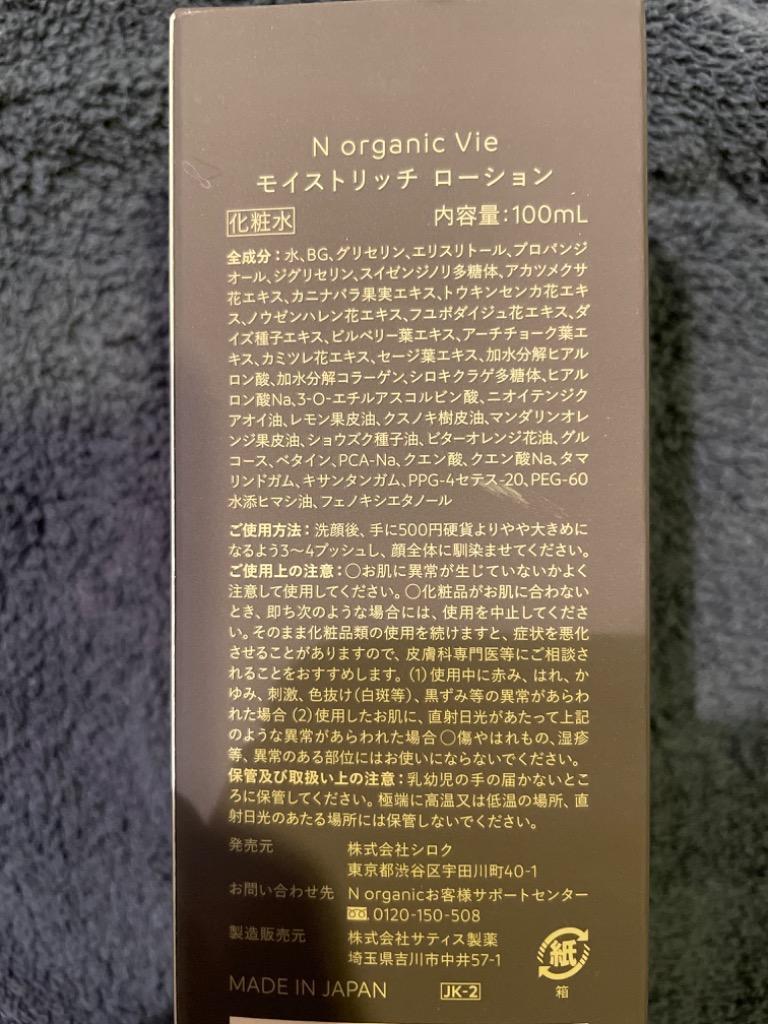 N organic Vie
モイストリッチ ローション
化粧水 内容量:100mL
全成分:水、BG、グリセリン、エリスリトール、プロパンジ
オール、ジグリセリン、スイゼンジノリ多糖体、アカツメクサ
花エキス、カニナバラ果実エキス、トウキンセンカ花エキ
ス、ノウゼンハレン花エキス、フユボダイジュ花エキス、ダ
イズ種子エキス、ビルベリー葉エキス、アーチチョーク葉エ
キス、カミツレ花エキス、セージ葉エキス、加水分解ヒアル
ロン酸、加水分解コラーゲン、シロキクラゲ多糖体、ヒアル
ロン酸Na、3-O-エチルアスコルビン酸、ニオイテンジク
アオイ油、レモン果皮油、クスノキ樹皮油、マンダリンオレ
ンジ果皮油、ショウズク種子油、ビターオレンジ花油、グル
コース、ベタイン、PCA-Na、クエン酸、クエン酸Na、タマ
リンドガム、キサンタンガム、PPG-4セテス-20、PEG-60
水添ヒマシ油、フェノキシエタノール
ご使用方法:洗顔後、手に500円硬貨よりやや大きめに
なるよう3〜4プッシュし、顔全体に馴染ませてください。
ご使用上の注意:○お肌に異常が生じていないかよく
注意して使用してください。○化粧品がお肌に合わない
とき、即ち次のような場合には、使用を中止してくださ
い。そのまま化粧品類の使用を続けますと、症状を悪化
させることがありますので、皮膚科専門医等にご相談さ
れることをおすすめします。(1)使用中に赤み、はれ、か
ゆみ、刺激、色抜け(白斑等)、黒ずみ等の異常があらわ
れた場合(2)使用したお肌に、直射日光があたって上記
のような異常があらわれた場合○傷やはれもの、湿疹
等、異常のある部位にはお使いにならないでください。
保管及び取扱い上の注意:乳幼児の手の届かないとこ
ろに保管してください。極端に高温又は低温の場所、直
射日光のあたる場所には保管しないでください。
発売元 株式会社シロク
東京都渋谷区宇田川町40-1
お問い合わせ先 N organicお客様サポートセンター
0120-150-508
製造販売元 株式会社サティス製薬
埼玉県吉川市中井57-1
紙
箱
MADE IN JAPAN JK-2